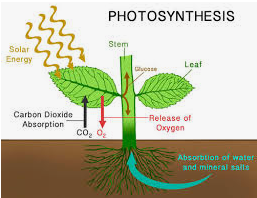 PHOTOSYNTHESIS
Solar
Energy
Stem
Glucose
Leaf
Carbon Dioxide
Absorption
CO₂ O₂
Release of
Oxygen
Absorbtion of water
and mineral salts